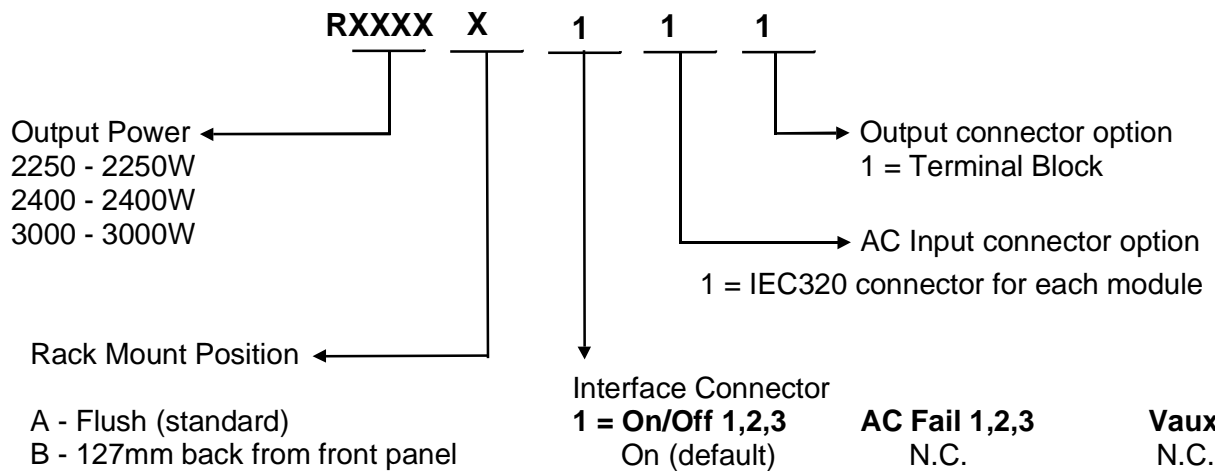 RXXXX X 1 1 1
Output Power
2250 - 2250W
2400 - 2400W
3000 - 3000W
Output connector option
1 = Terminal Block
AC Input connector option
1 = IEC320 connector for each module
Rack Mount Position
A - Flush (standard)
B - 127mm back from front panel
Interface Connector
1 = On/Off 1,2,3 AC Fail 1,2,3 Vaux
On (default) N.C. N.C.